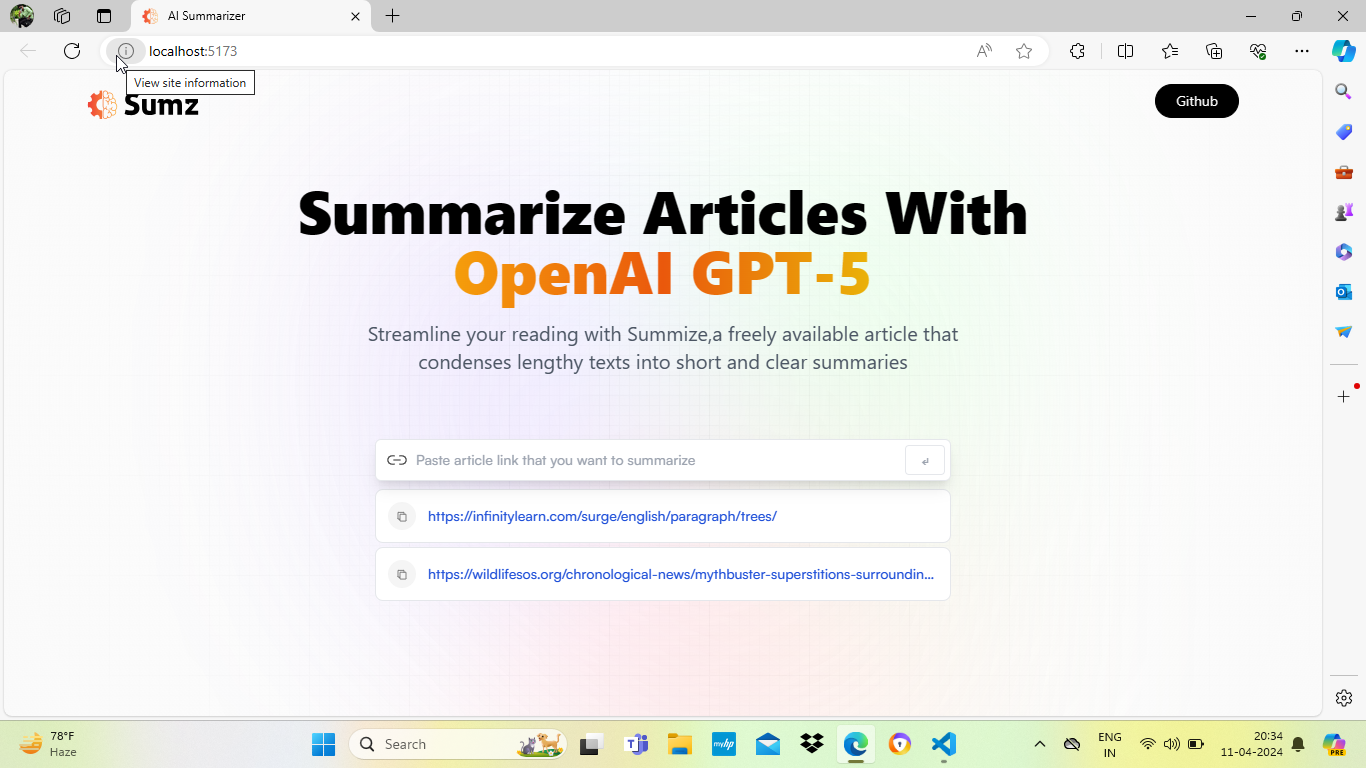 AI Summarizer
localhost:5173
View site information
Sumz
Github
Summarize Articles With
OpenAI GPT-5
Streamline your reading with Summize,a freely available article that
condenses lengthy texts into short and clear summaries
Paste article link that you want to summarize
https://infinitylearn.com/surge/english/paragraph/trees/
https://wildlifesos.org/chronological-news/mythbuster-superstitions-surroundin...
78°F
Haze
Search
myhp
ENG
IN
20:34
11-04-2024
PRE